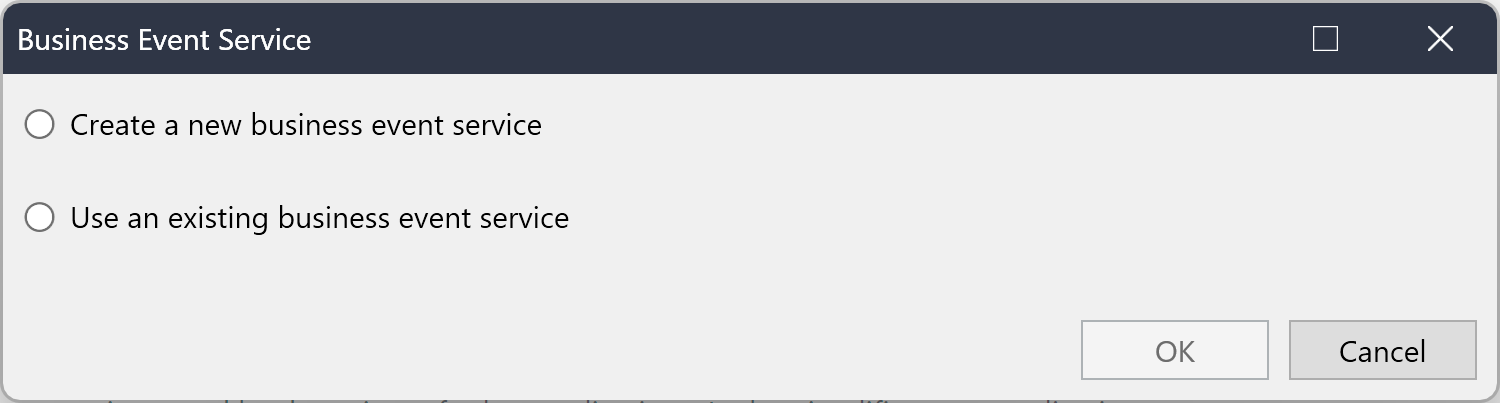 Business Event Service
Create a new business event service
Use an existing business event service
OK
Cancel